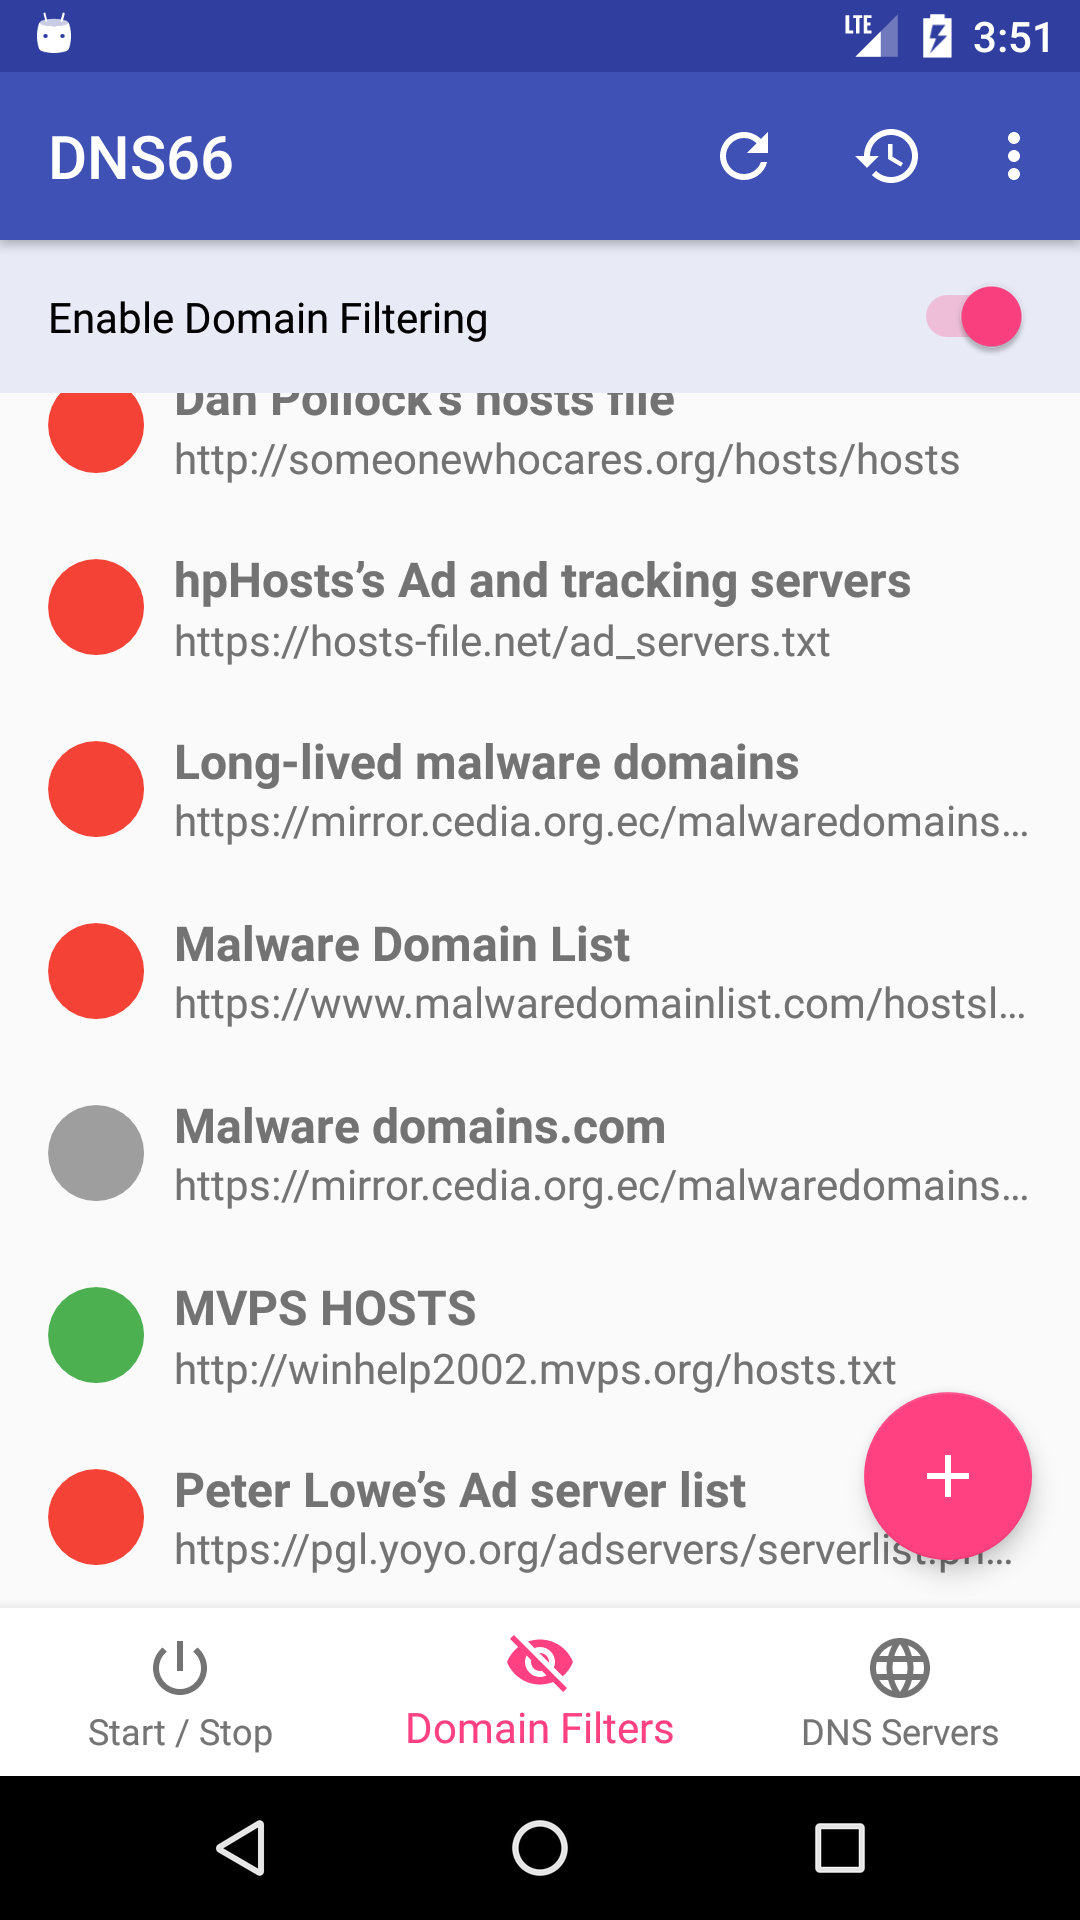 LTE 3:51
DNS66
Enable Domain Filtering
Dan Pollock's hosts file
http://someonewhocares.org/hosts/hosts
hpHosts’s Ad and tracking servers
https://hosts-file.net/ad_servers.txt
Long-lived malware domains
https://mirror.cedia.org.ec/malwaredomains…
Malware Domain List
https://www.malwaredomainlist.com/hostsl…
Malware domains.com
https://mirror.cedia.org.ec/malwaredomains…
MVPS HOSTS
http://winhelp2002.mvps.org/hosts.txt
Peter Lowe’s Ad server list
https://pgl.yoyo.org/adservers/serverlist.ph…
Start / Stop
Domain Filters
DNS Servers